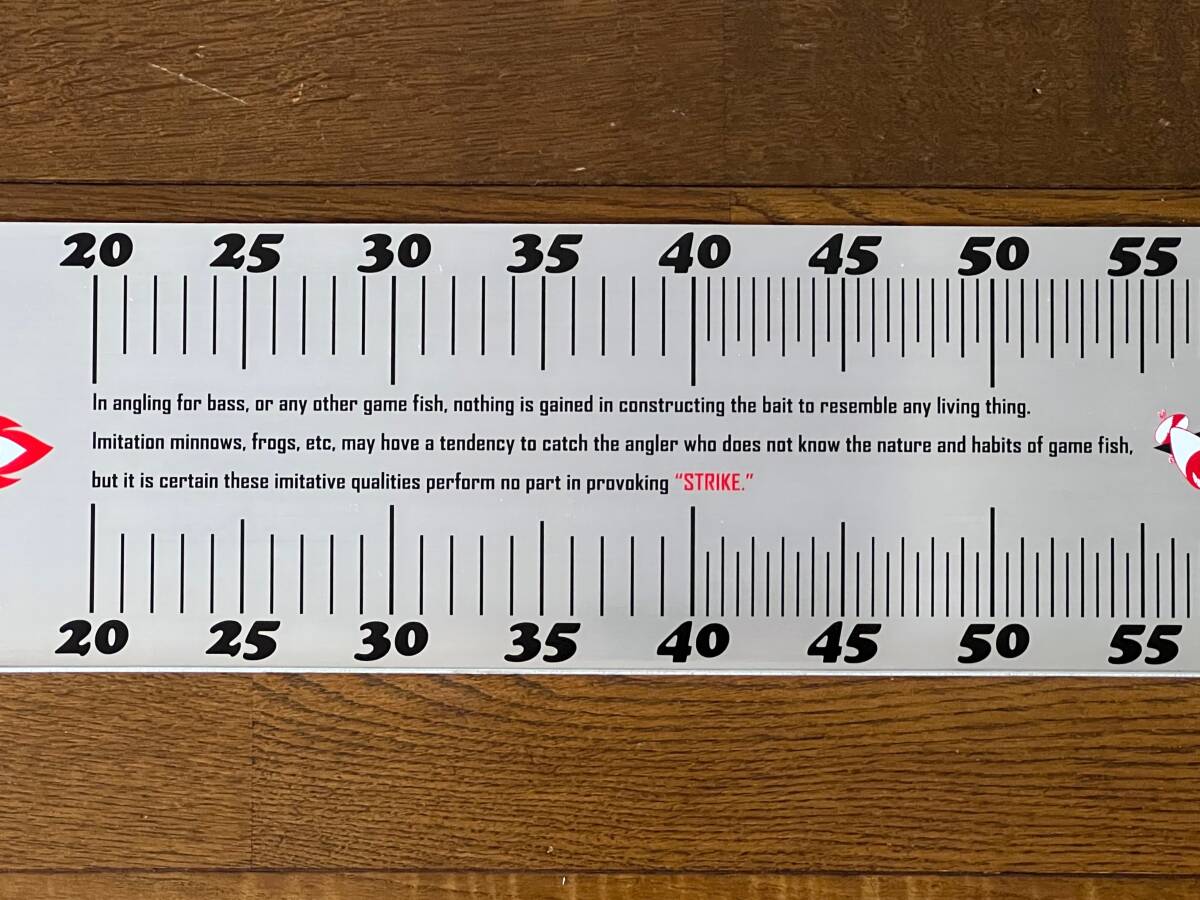 20 25 30 35 40 45 50 55
In angling for bass, or any other game fish, nothing is gained in constructing the bait to resemble any living thing.
Imitation minnows, frogs, etc, may hove a tendency to catch the angler who does not know the nature and habits of game fish,
but it is certain these imitative qualities perform no part in provoking "STRIKE."
20 25 30 35 40 45 50 55